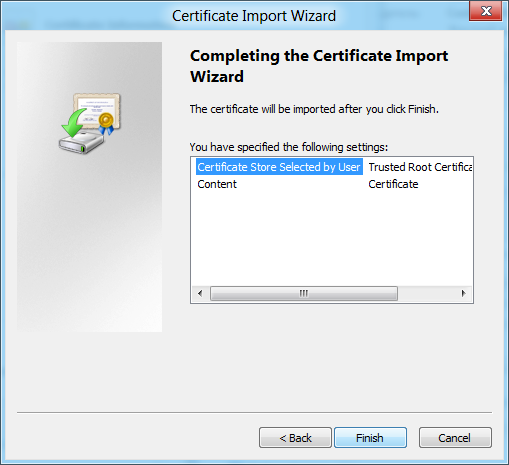 Certificate Import Wizard
Completing the Certificate Import
Wizard
The certificate will be imported after you click Finish.
You have specified the following settings:
Certificate Store Selected by User Trusted Root Certifica
Content Certificate
< Back Finish Cancel